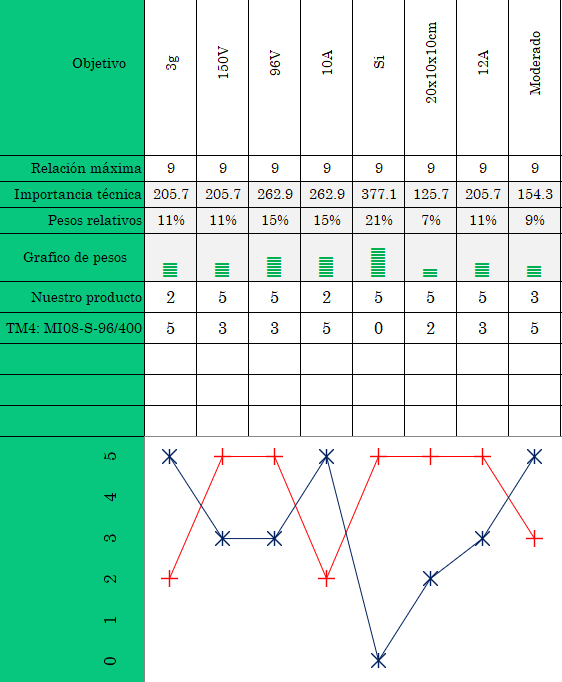 Objetivo 3g 150V 96V 10A Si 20x10x10cm 12A Moderado
Relación máxima 9 9 9 9 9 9 9 9
Importancia técnica 205.7 205.7 262.9 262.9 377.1 125.7 205.7 154.3
Pesos relativos 11% 11% 15% 15% 21% 7% 11% 9%
Grafico de pesos
Nuestro producto 2 5 5 2 5 5 5 3
TM4: MI08-S-96/400 5 3 3 5 0 2 3 5
5
4
3
2
1
0